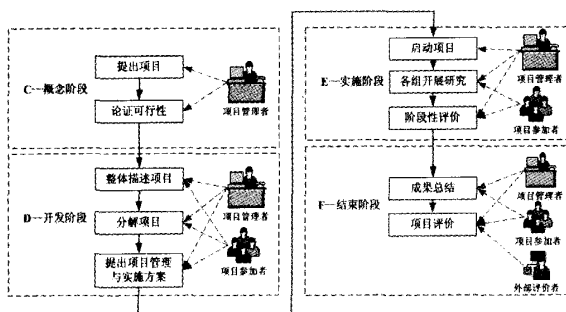 提出项目
C—概念阶段
论证可行性
项目管理者
整体描述项目
D—开发阶段
分解项目
项目管理者
提出项目管理
与实施方案
项目参加者
启动项目
E—实施阶段
各组开展研究
项目管理者
阶段性评价
项目参加者
成果总结
项目管理者
F—结束阶段
项目评价
项目参加者
外部评价者